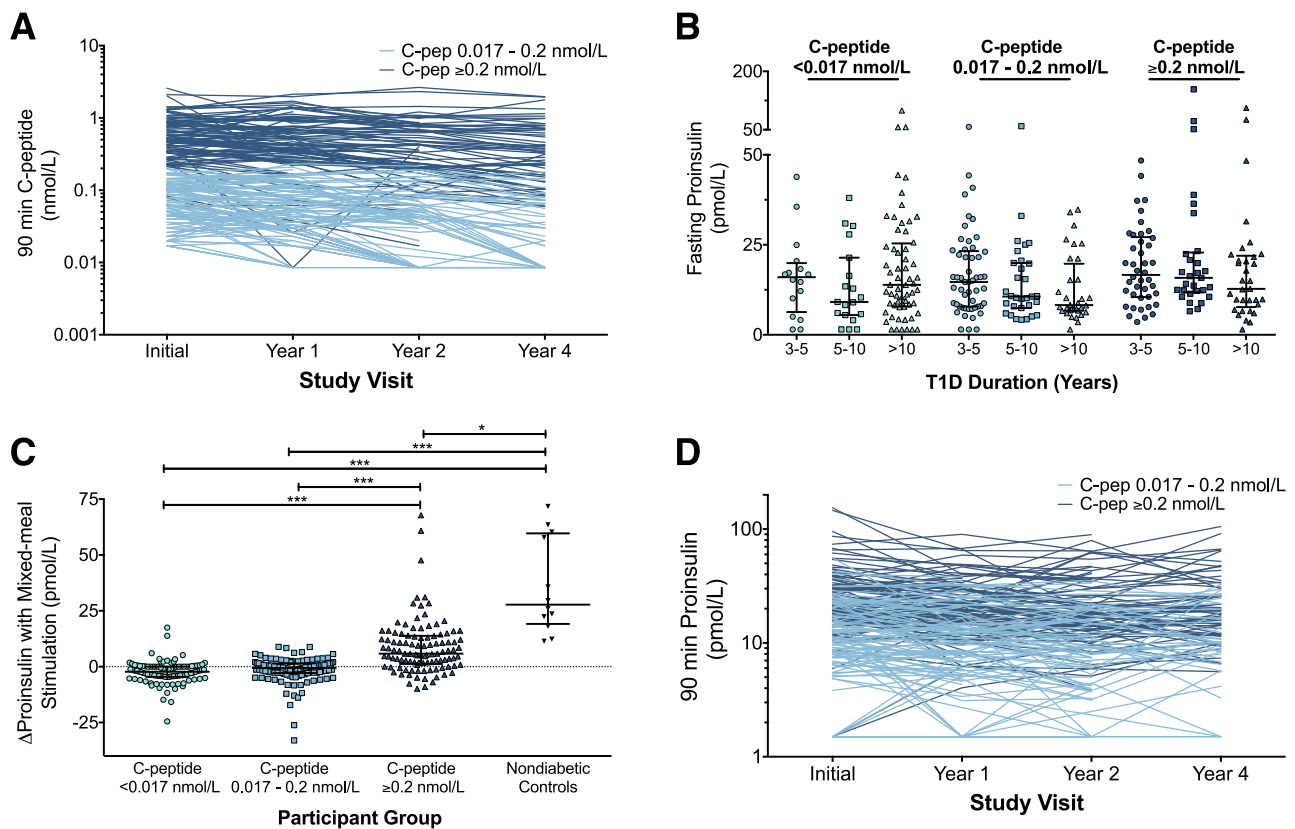 A
C-pep 0.017 - 0.2 nmol/L
C-pep ≥0.2 nmol/L
10
1
0.1
0.01
0.001
90 min C-peptide
(nmol/L)
Initial
Year 1
Year 2
Year 4
Study Visit
B
C-peptide
<0.017 nmol/L
C-peptide
0.017 - 0.2 nmol/L
C-peptide
≥0.2 nmol/L
200
50
50
25
0
Fasting Proinsulin
(pmol/L)
3-5
5-10
>10
3-5
5-10
>10
3-5
5-10
>10
T1D Duration (Years)
C
*
***
***
***
***
75
50
25
0
-25
ΔProinsulin with Mixed-meal
Stimulation (pmol/L)
C-peptide
<0.017 nmol/L
C-peptide
0.017 - 0.2 nmol/L
C-peptide
≥0.2 nmol/L
Nondiabetic
Controls
Participant Group
D
C-pep 0.017 - 0.2 nmol/L
C-pep ≥0.2 nmol/L
100
10
1
90 min Proinsulin
(pmol/L)
Initial
Year 1
Year 2
Year 4
Study Visit